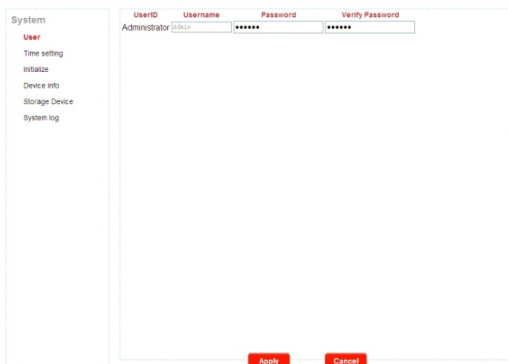 System
User
Time setting
Initialize
Device info
Storage Device
System log
UserID Username Password Verify Password
Administrator Admin ●●●●●● ●●●●●●
Apply Cancel